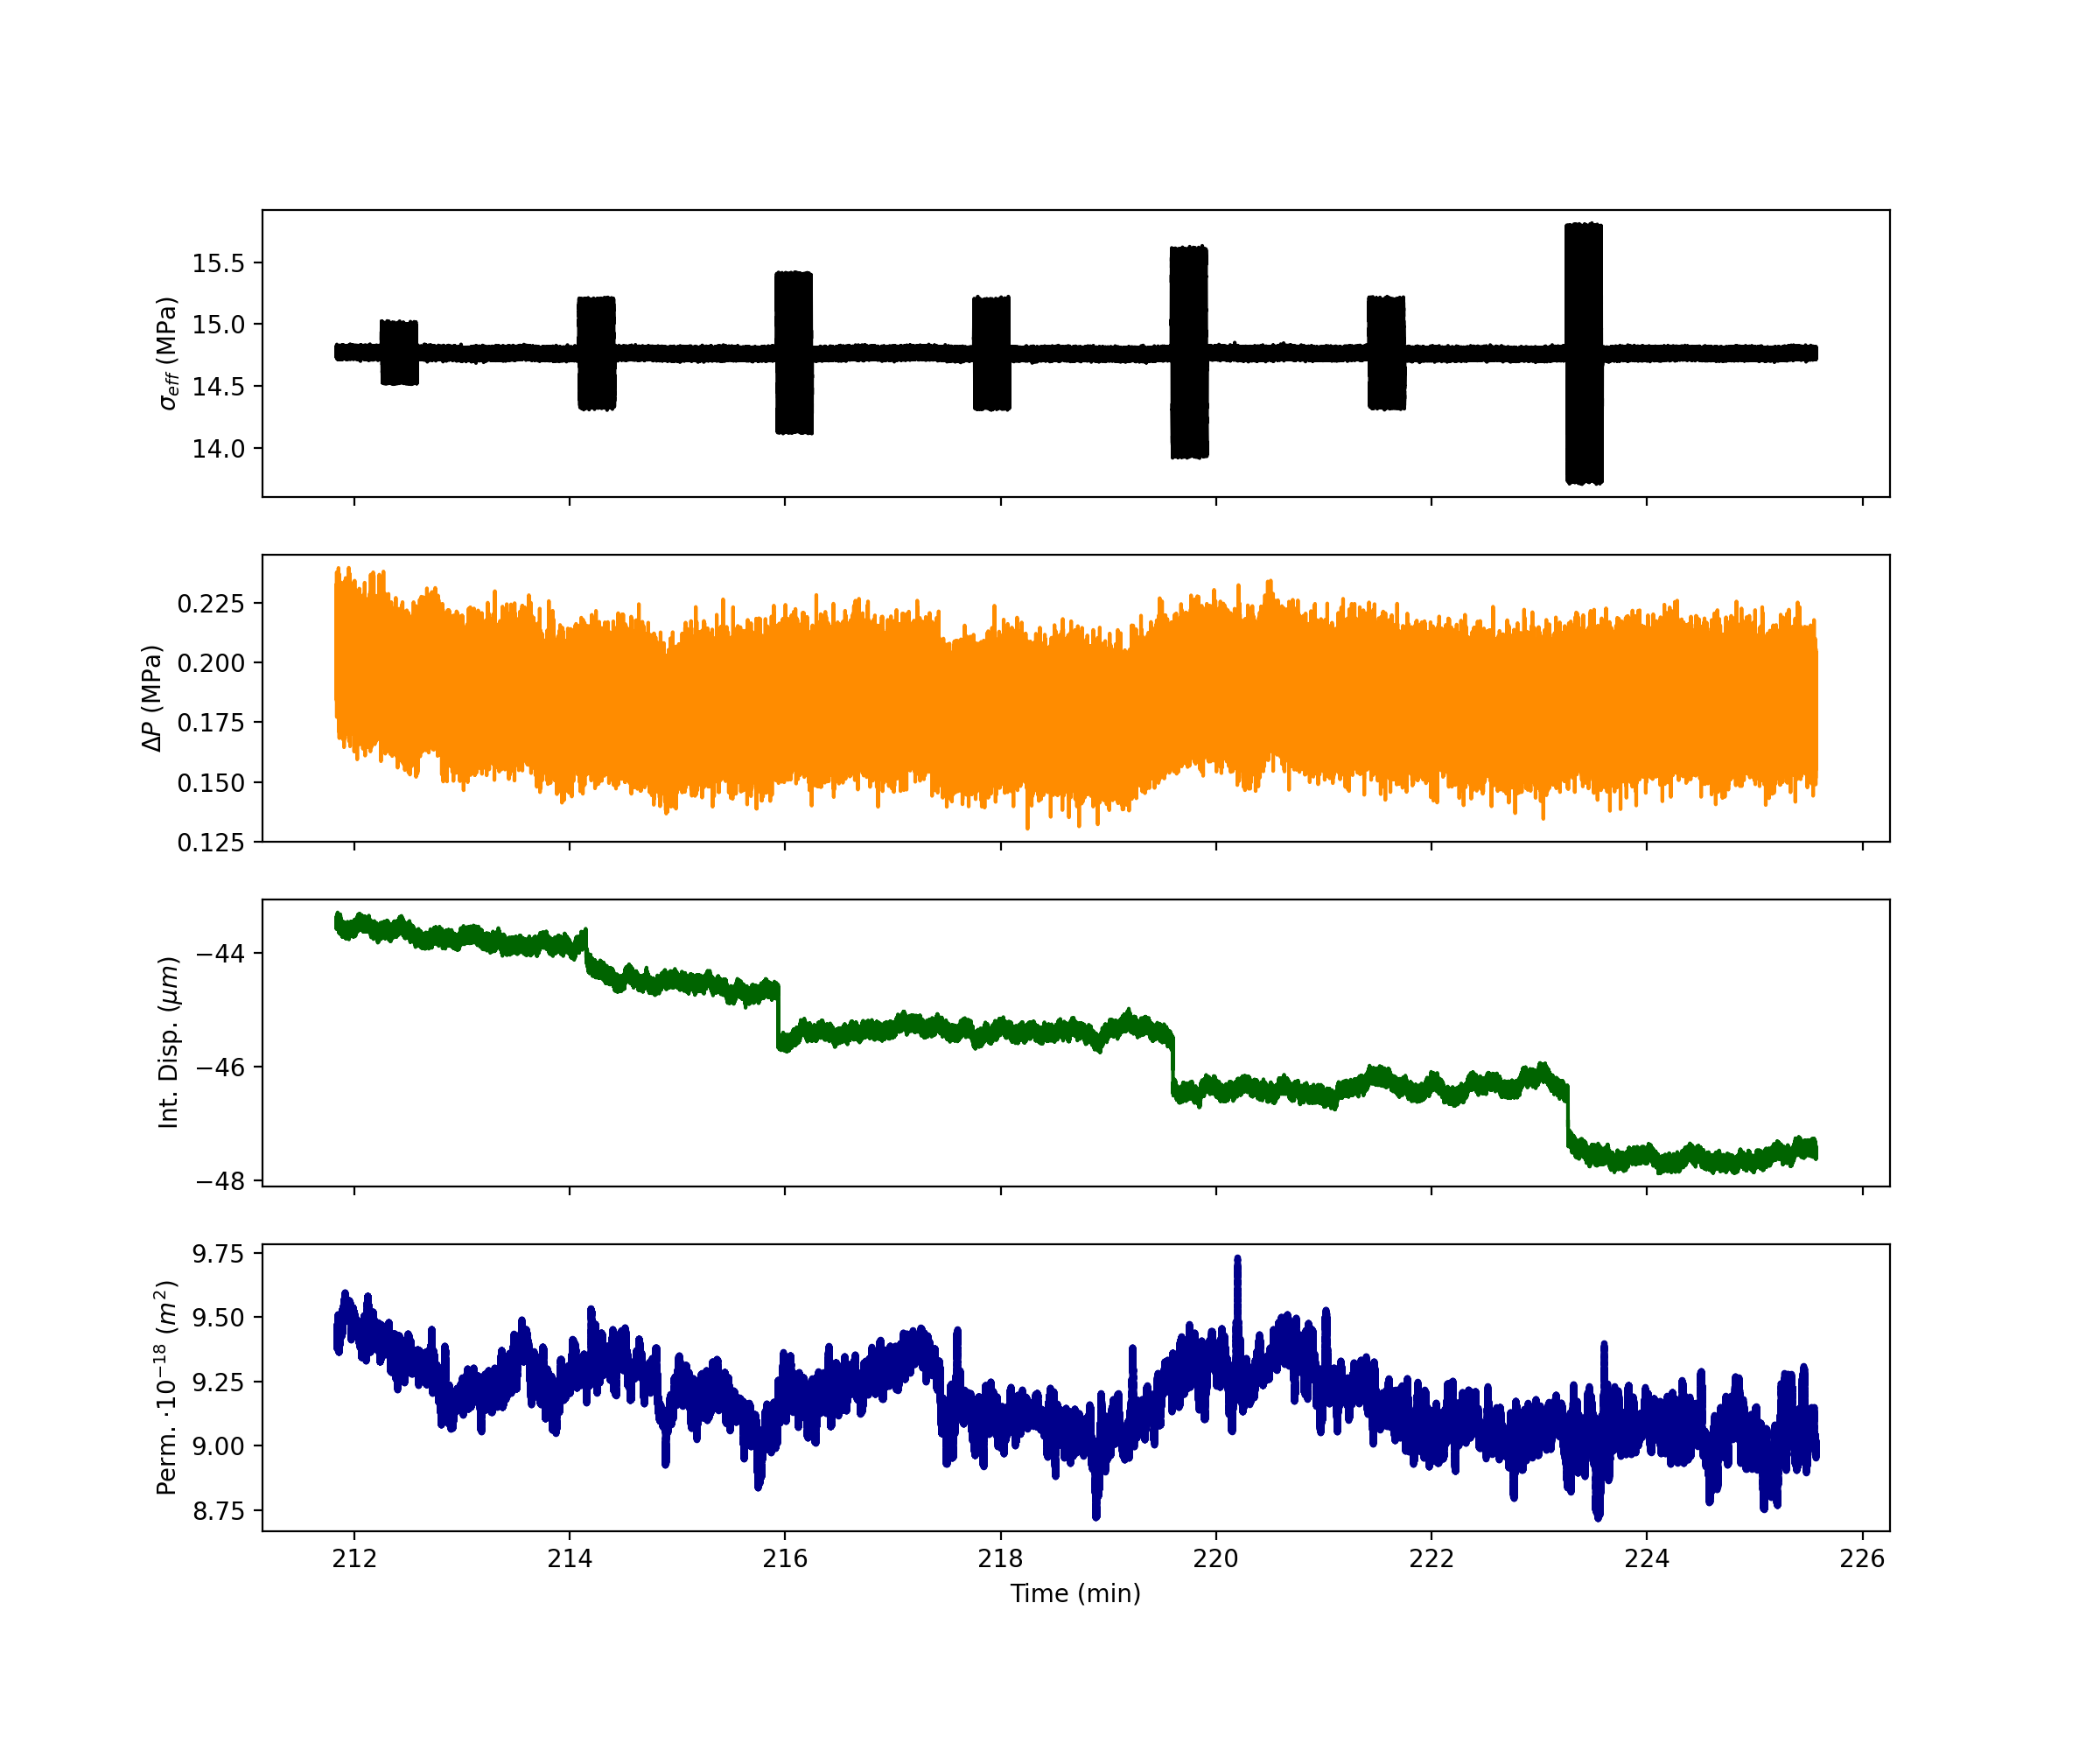 15.5
15.0
14.5
14.0
σeff (MPa)
0.225
0.200
0.175
0.150
0.125
ΔP (MPa)
−44
−46
−48
Int. Disp. (μm)
9.75
9.50
9.25
9.00
8.75
Perm. ·10⁻¹⁸ (m²)
212 214 216 218 220 222 224 226
Time (min)